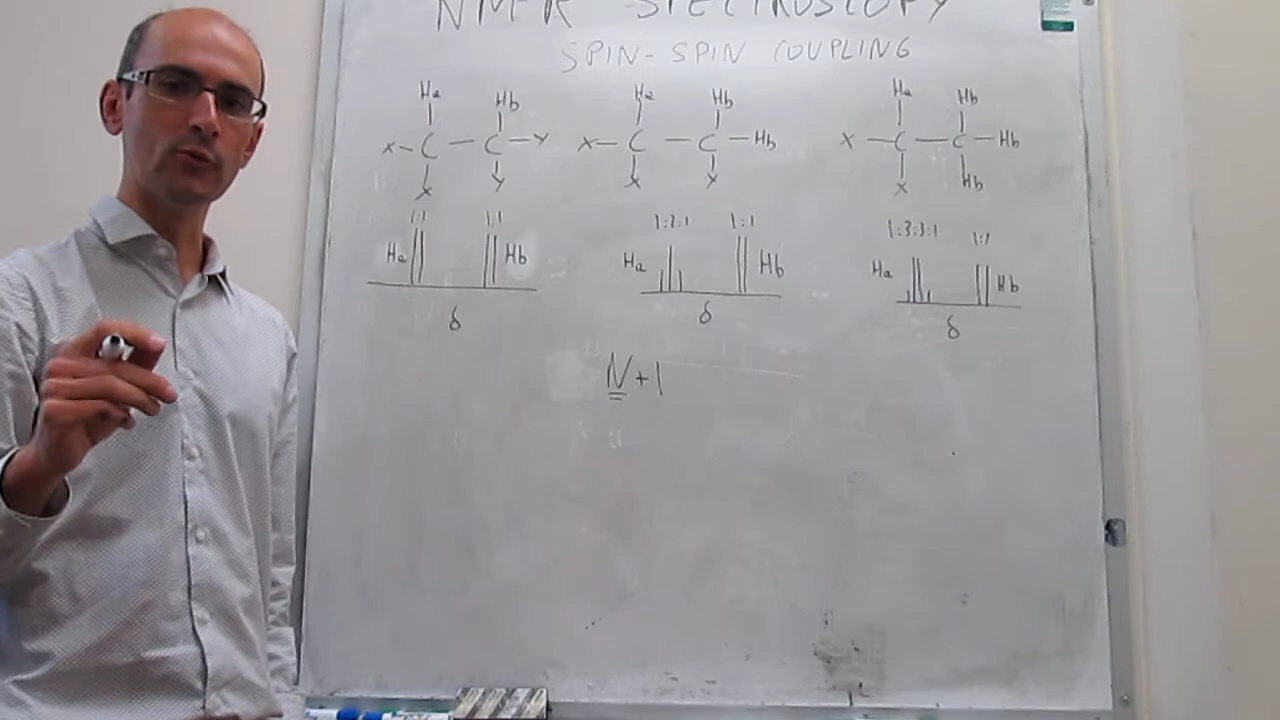 NMR SPECTROSCOPY
SPIN-SPIN COUPLING
Ha Hb Ha Hb Ha Hb
X-C-C-Y X-C-C-Hb X-C-C-Hb
X Y X Y X Hb
1:1 1:1 1:2:1 1:1 1:3:3:1 1:1
Ha Hb Ha Hb Ha Hb
δ δ δ
N+1